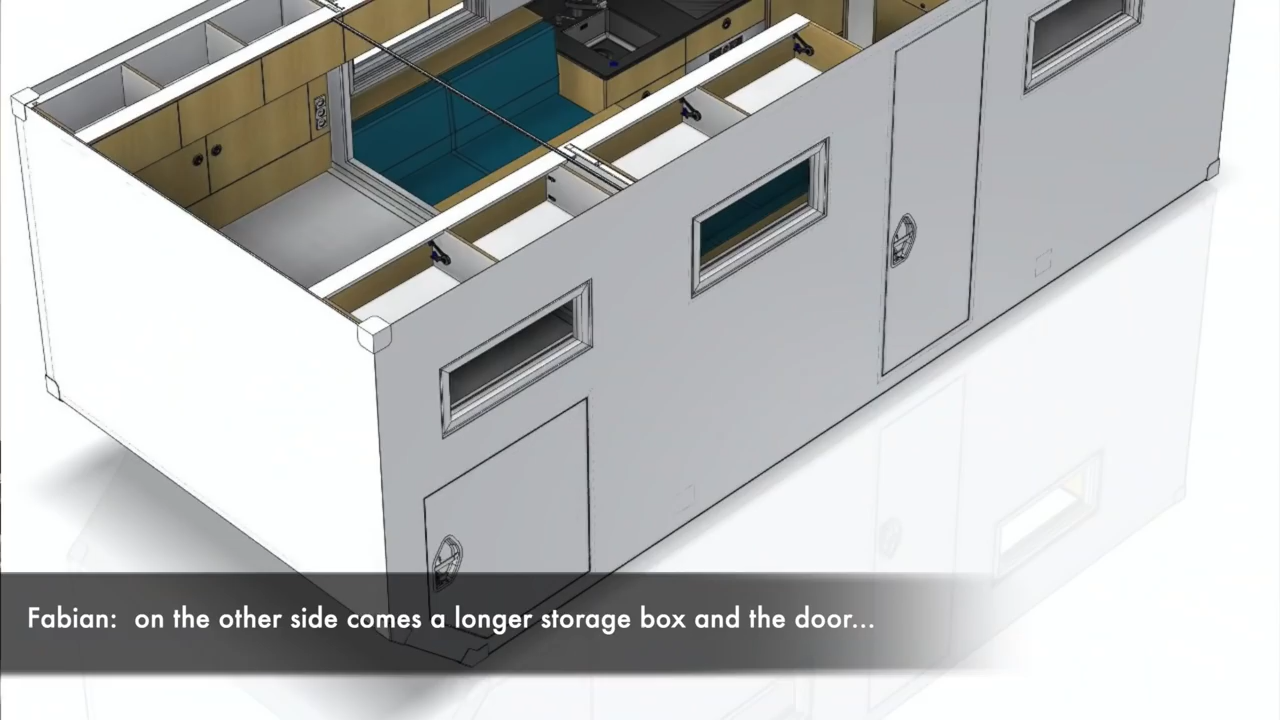 Fabian:  on the other side comes a longer storage box and the door...